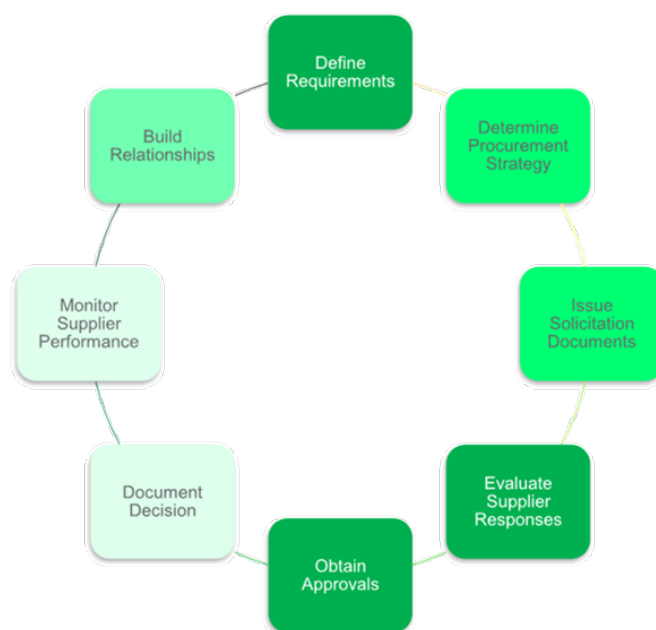 Define
Requirements
Determine
Procurement
Strategy
Issue
Solicitation
Documents
Evaluate
Supplier
Responses
Obtain
Approvals
Document
Decision
Monitor
Supplier
Performance
Build
Relationships